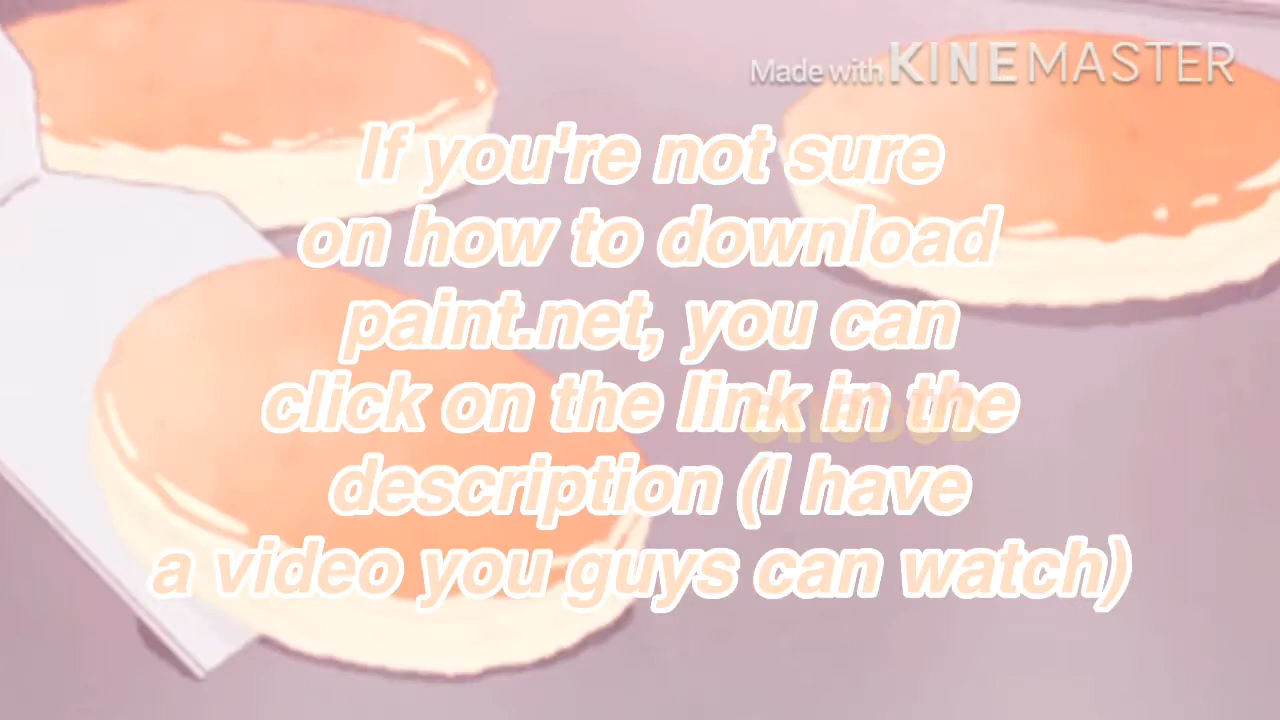 Made with KINEMASTER
If you're not sure
on how to download
paint.net, you can
click on the link in the
description (I have
a video you guys can watch)